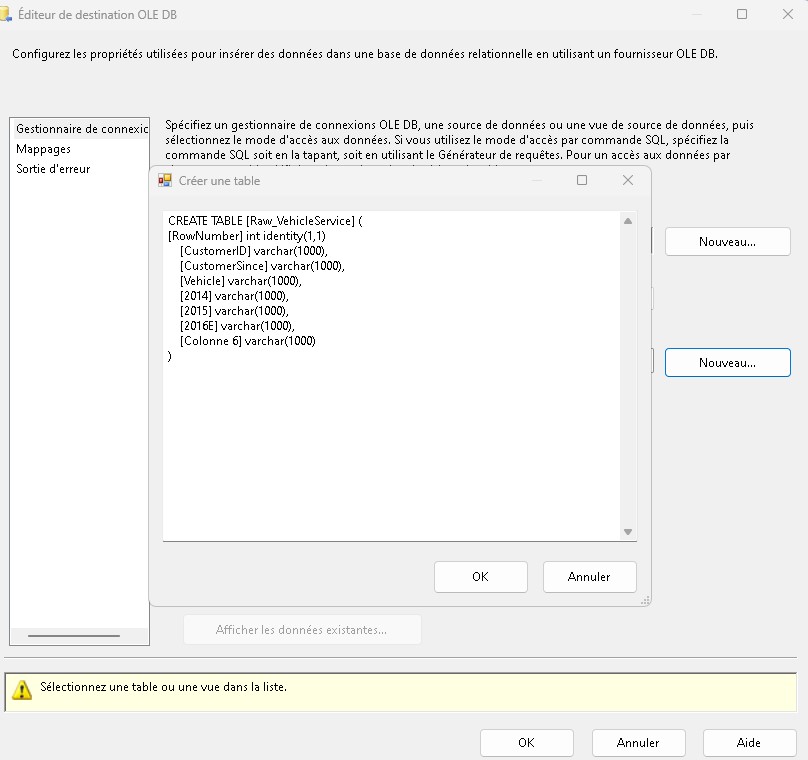 Éditeur de destination OLE DB
Configurez les propriétés utilisées pour insérer des données dans une base de données relationnelle en utilisant un fournisseur OLE DB.
Gestionnaire de connexic
Mappages
Sortie d'erreur
Spécifiez un gestionnaire de connexions OLE DB, une source de données ou une vue de source de données, puis
sélectionnez le mode d'accès aux données. Si vous utilisez le mode d'accès par commande SQL, spécifiez la
commande SQL soit en la tapant, soit en utilisant le Générateur de requêtes. Pour un accès aux données par
Créer une table
CREATE TABLE [Raw_VehicleService] (
[RowNumber] int identity(1,1)
[CustomerID] varchar(1000),
[CustomerSince] varchar(1000),
[Vehicle] varchar(1000),
[2014] varchar(1000),
[2015] varchar(1000),
[2016E] varchar(1000),
[Colonne 6] varchar(1000)
)
Nouveau...
Nouveau...
OK
Annuler
Afficher les données existantes...
Sélectionnez une table ou une vue dans la liste.
OK
Annuler
Aide